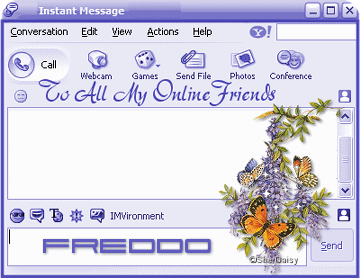 Instant Message
Conversation Edit View Actions Help Y!
Call Webcam Games Send File Photos Conference
To All My Online Friends
IMVironment
FREDDO
Send